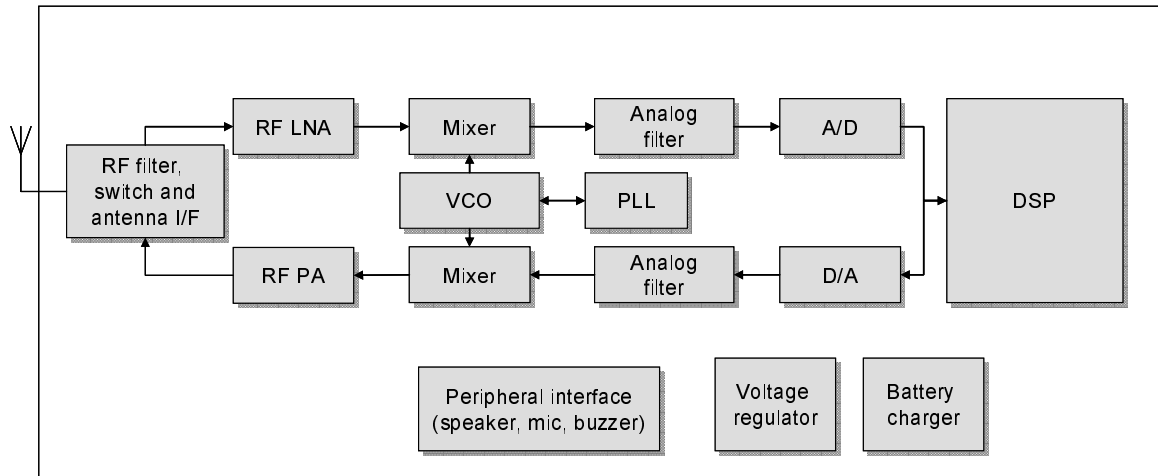 RF LNA
Mixer
Analog
filter
A/D
RF filter,
switch and
antenna I/F
VCO
PLL
DSP
RF PA
Mixer
Analog
filter
D/A
Peripheral interface
(speaker, mic, buzzer)
Voltage
regulator
Battery
charger